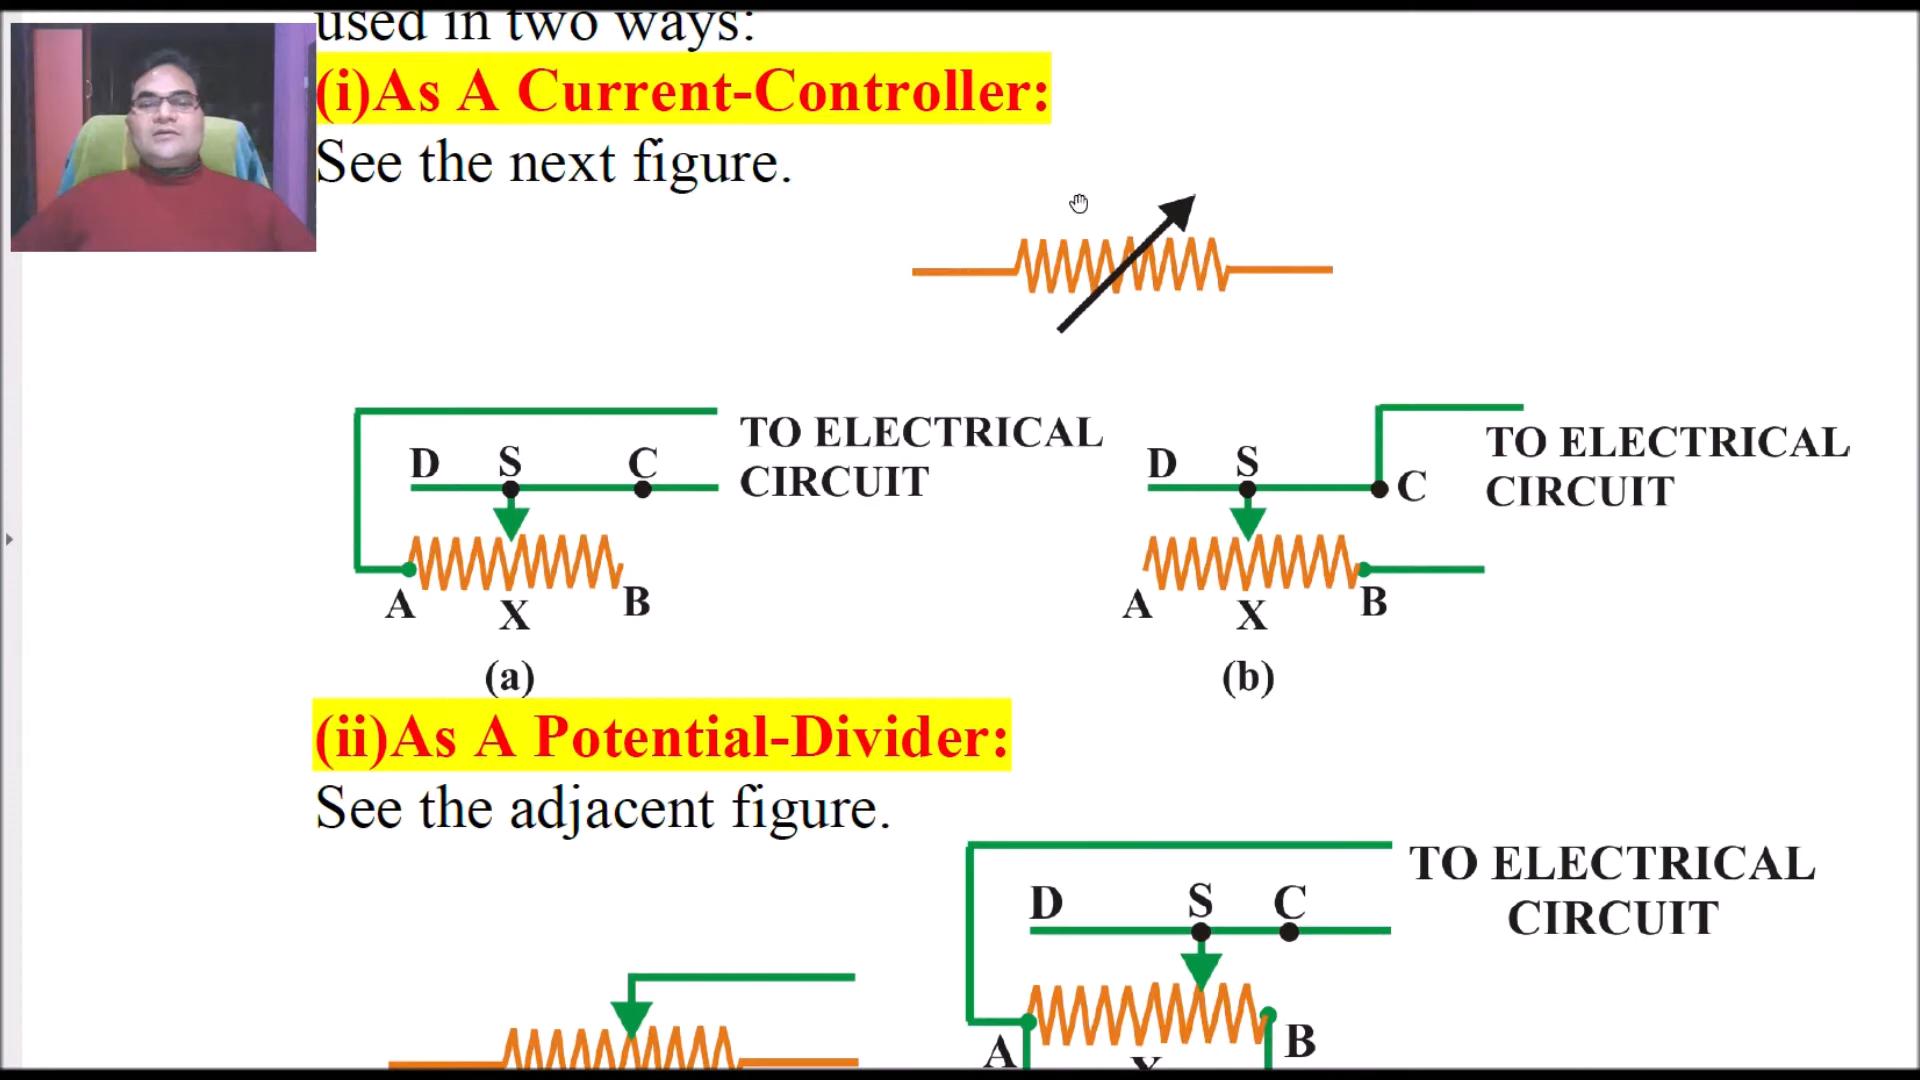 used in two ways:
(i)As A Current-Controller:
See the next figure.
TO ELECTRICAL
CIRCUIT
D S C
A X B
(a)
TO ELECTRICAL
CIRCUIT
D S C
A X B
(b)
(ii)As A Potential-Divider:
See the adjacent figure.
TO ELECTRICAL
CIRCUIT
D S C
A X B